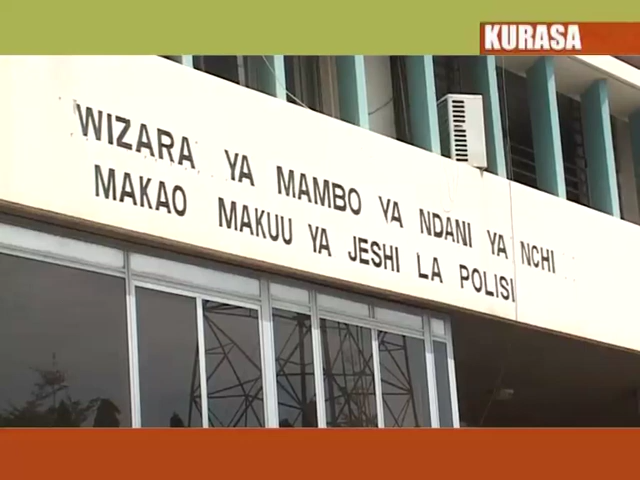 KURASA
WIZARA YA MAMBO YA NDANI YA NCHI
MAKAO MAKUU YA JESHI LA POLISI